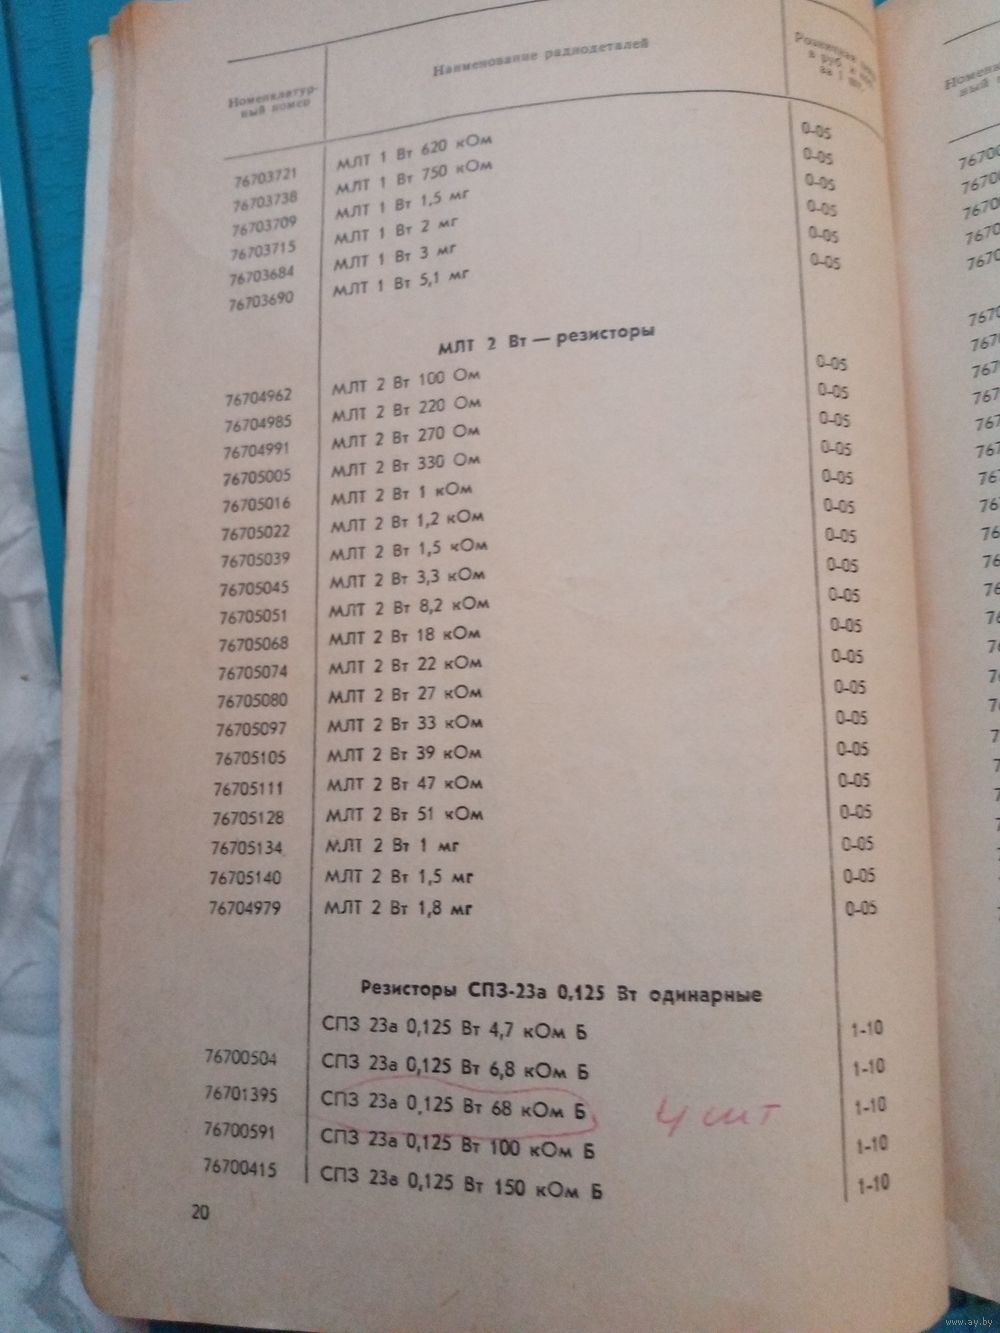 Номенклатур-
ный номер
Наименование радиодеталей
Розничная цена
в руб. и коп.
за 1 шт.
76703721 МЛТ 1 Вт 620 кОм 0-05
76703738 МЛТ 1 Вт 750 кОм 0-05
76703709 МЛТ 1 Вт 1,5 мг 0-05
76703715 МЛТ 1 Вт 2 мг 0-05
76703684 МЛТ 1 Вт 3 мг 0-05
76703690 МЛТ 1 Вт 5,1 мг 0-05
МЛТ 2 Вт — резисторы
76704962 МЛТ 2 Вт 100 Ом 0-05
76704985 МЛТ 2 Вт 220 Ом 0-05
76704991 МЛТ 2 Вт 270 Ом 0-05
76705005 МЛТ 2 Вт 330 Ом 0-05
76705016 МЛТ 2 Вт 1 кОм 0-05
76705022 МЛТ 2 Вт 1,2 кОм 0-05
76705039 МЛТ 2 Вт 1,5 кОм 0-05
76705045 МЛТ 2 Вт 3,3 кОм 0-05
76705051 МЛТ 2 Вт 8,2 кОм 0-05
76705068 МЛТ 2 Вт 18 кОм 0-05
76705074 МЛТ 2 Вт 22 кОм 0-05
76705080 МЛТ 2 Вт 27 кОм 0-05
76705097 МЛТ 2 Вт 33 кОм 0-05
76705105 МЛТ 2 Вт 39 кОм 0-05
76705111 МЛТ 2 Вт 47 кОм 0-05
76705128 МЛТ 2 Вт 51 кОм 0-05
76705134 МЛТ 2 Вт 1 мг 0-05
76705140 МЛТ 2 Вт 1,5 мг 0-05
76704979 МЛТ 2 Вт 1,8 мг 0-05
Резисторы СПЗ-23а 0,125 Вт одинарные
СПЗ 23а 0,125 Вт 4,7 кОм Б 1-10
76700504 СПЗ 23а 0,125 Вт 6,8 кОм Б 1-10
76701395 СПЗ 23а 0,125 Вт 68 кОм Б 4 шт 1-10
76700591 СПЗ 23а 0,125 Вт 100 кОм Б 1-10
76700415 СПЗ 23а 0,125 Вт 150 кОм Б 1-10
20
www.ay.by